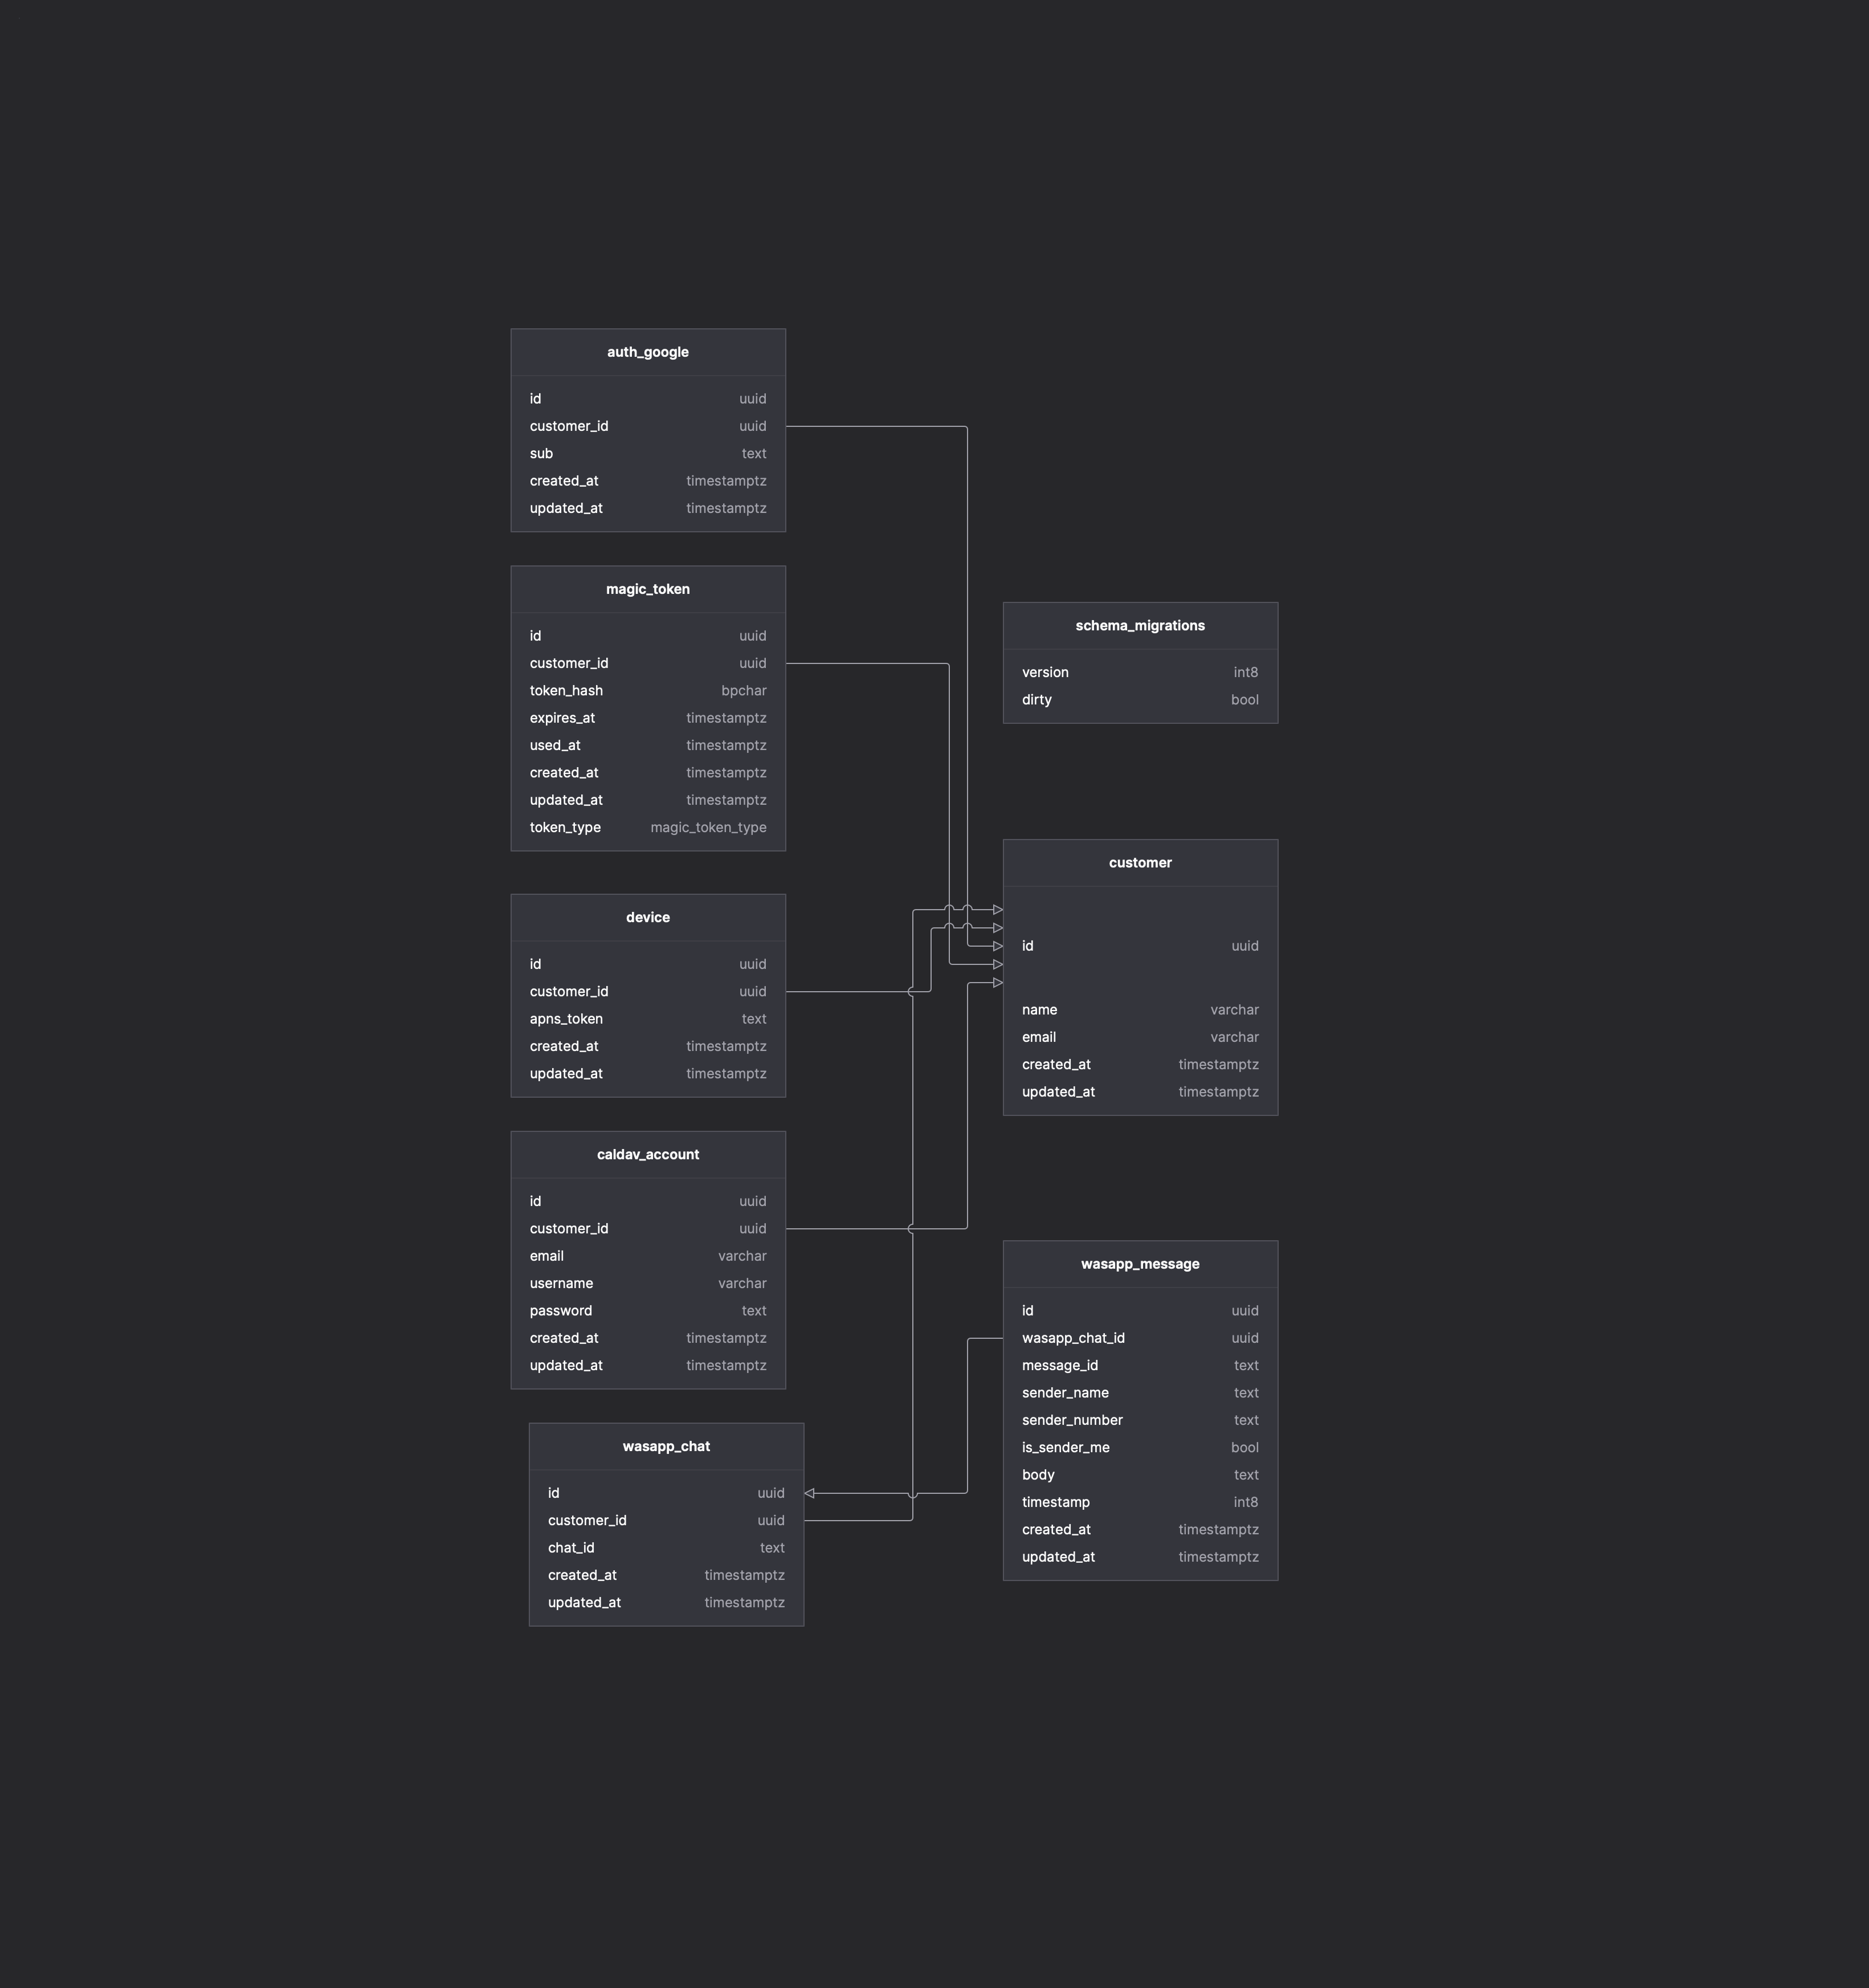 auth_google
id uuid
customer_id uuid
sub text
created_at timestamptz
updated_at timestamptz
magic_token
id uuid
customer_id uuid
token_hash bpchar
expires_at timestamptz
used_at timestamptz
created_at timestamptz
updated_at timestamptz
token_type magic_token_type
device
id uuid
customer_id uuid
apns_token text
created_at timestamptz
updated_at timestamptz
caldav_account
id uuid
customer_id uuid
email varchar
username varchar
password text
created_at timestamptz
updated_at timestamptz
wasapp_chat
id uuid
customer_id uuid
chat_id text
created_at timestamptz
updated_at timestamptz
schema_migrations
version int8
dirty bool
customer
id uuid
name varchar
email varchar
created_at timestamptz
updated_at timestamptz
wasapp_message
id uuid
wasapp_chat_id uuid
message_id text
sender_name text
sender_number text
is_sender_me bool
body text
timestamp int8
created_at timestamptz
updated_at timestamptz